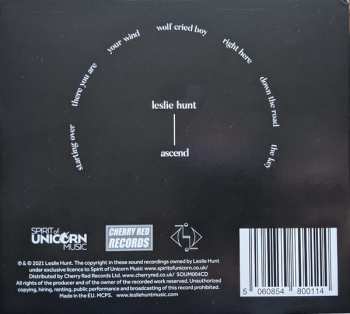 starting over
there you are
your wind
wolf cried boy
right here
down the road
the key
leslie hunt
ascend
SPIRIT of
UNICORN
MUSIC
CHERRY RED
RECORDS
℗ & © 2021 Leslie Hunt. The copyright in these sound recordings owned by Leslie Hunt
under exclusive licence to Spirit of Unicorn Music www.spiritofunicorn.co.uk/
Distributed by Cherry Red Records Ltd. www.cherryred.co.uk SOUM004CD
All rights of the producer and of the owner of the recorded work reserved. Unauthorized
copying, hiring, renting, public performance and broadcasting of this record prohibited.
Made in the EU. MCPS. www.lesliehuntmusic.com
5 060854 800114